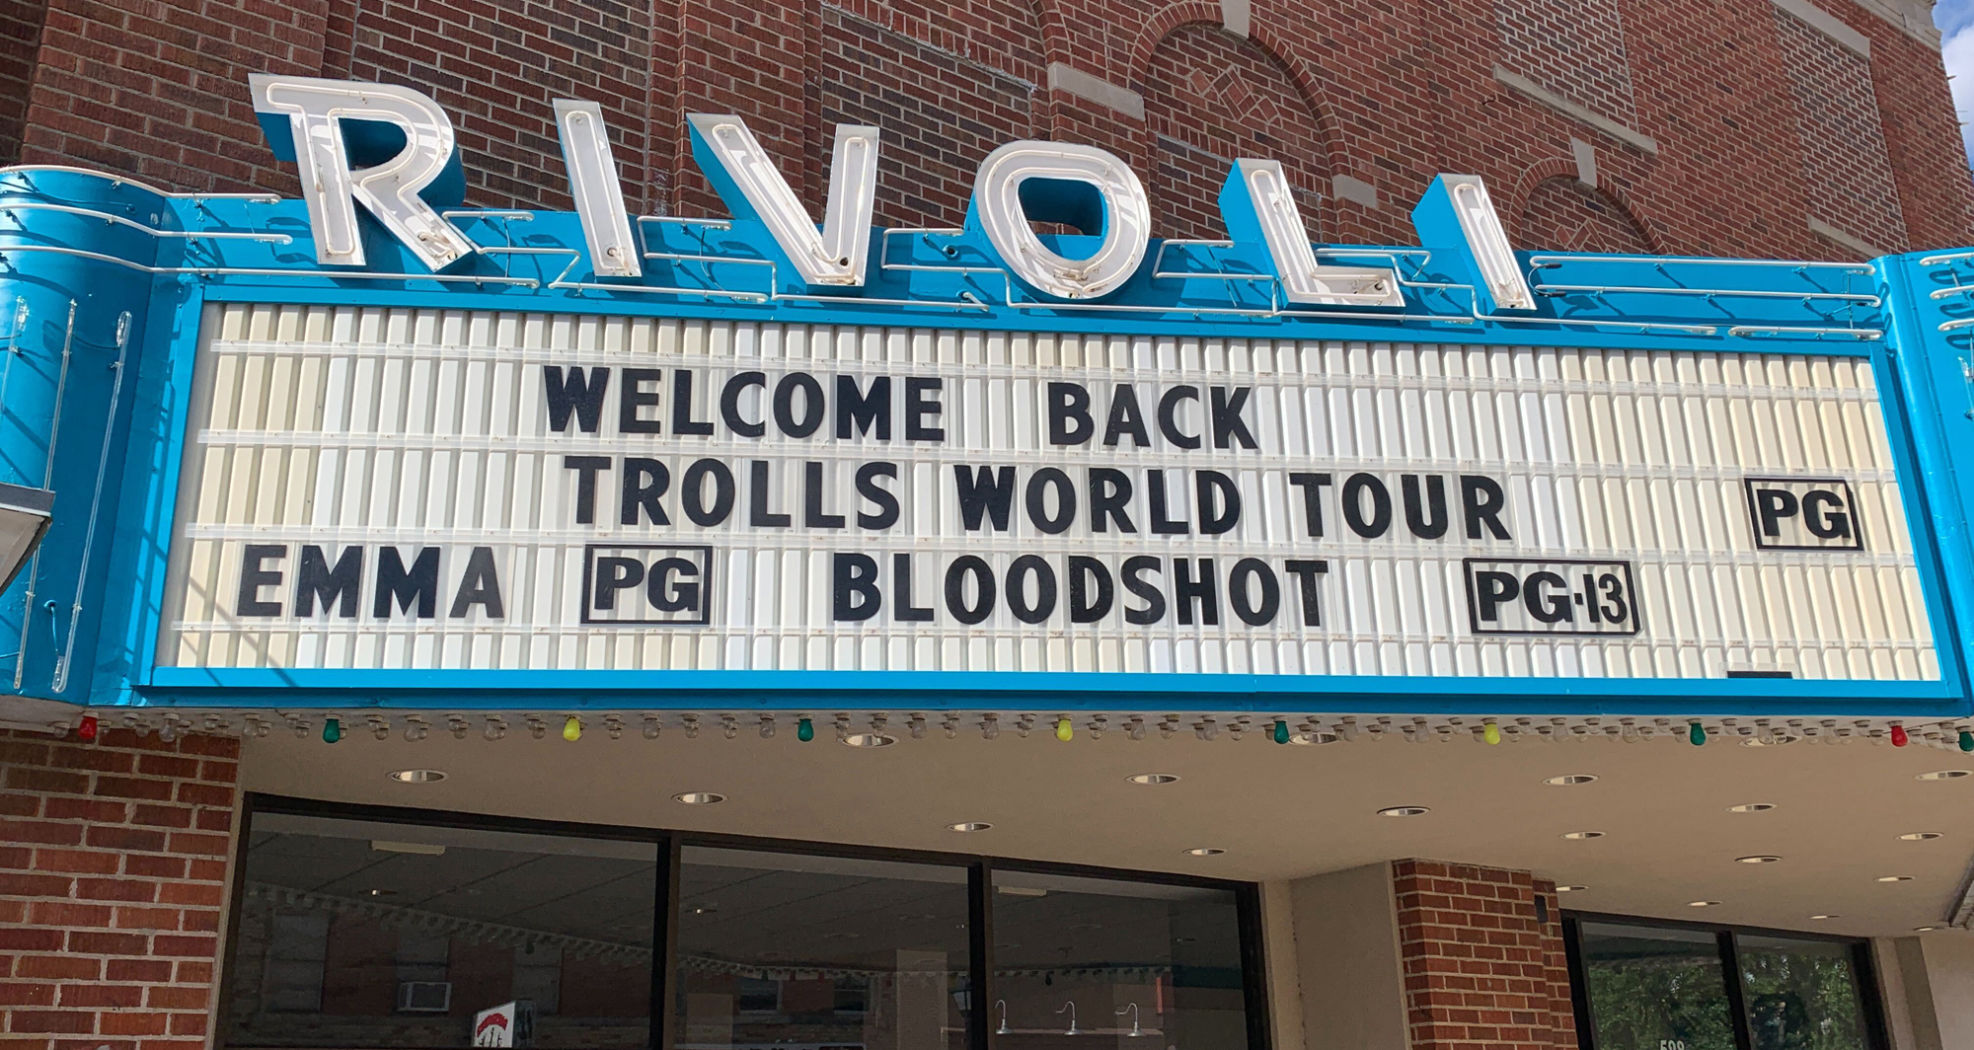 RIVOLI
WELCOME BACK
TROLLS WORLD TOUR PG
EMMA PG BLOODSHOT PG-13